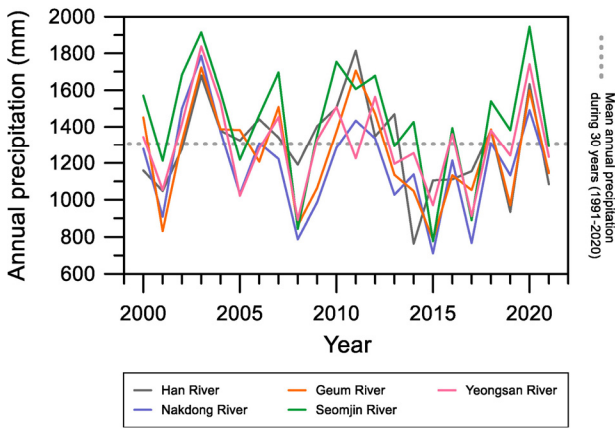 Annual precipitation (mm)
2000
1800
1600
1400
1200
1000
800
600
2000
2005
2010
2015
2020
Year
Mean annual precipitation
during 30 years (1991-2020)
Han River
Geum River
Yeongsan River
Nakdong River
Seomjin River